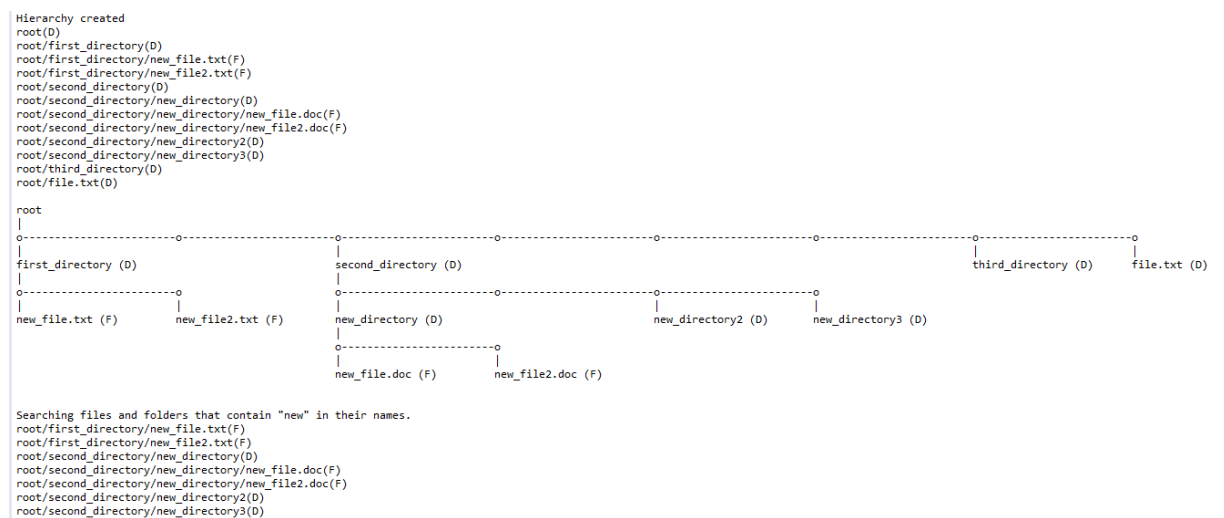 Hierarchy created
root(D)
root/first_directory(D)
root/first_directory/new_file.txt(F)
root/first_directory/new_file2.txt(F)
root/second_directory(D)
root/second_directory/new_directory(D)
root/second_directory/new_directory/new_file.doc(F)
root/second_directory/new_directory/new_file2.doc(F)
root/second_directory/new_directory2(D)
root/second_directory/new_directory3(D)
root/third_directory(D)
root/file.txt(D)
root
first_directory (D) second_directory (D) third_directory (D) file.txt (D)
new_file.txt (F) new_file2.txt (F) new_directory (D) new_directory2 (D) new_directory3 (D)
new_file.doc (F) new_file2.doc (F)
Searching files and folders that contain "new" in their names.
root/first_directory/new_file.txt(F)
root/first_directory/new_file2.txt(F)
root/second_directory/new_directory(D)
root/second_directory/new_directory/new_file.doc(F)
root/second_directory/new_directory/new_file2.doc(F)
root/second_directory/new_directory2(D)
root/second_directory/new_directory3(D)